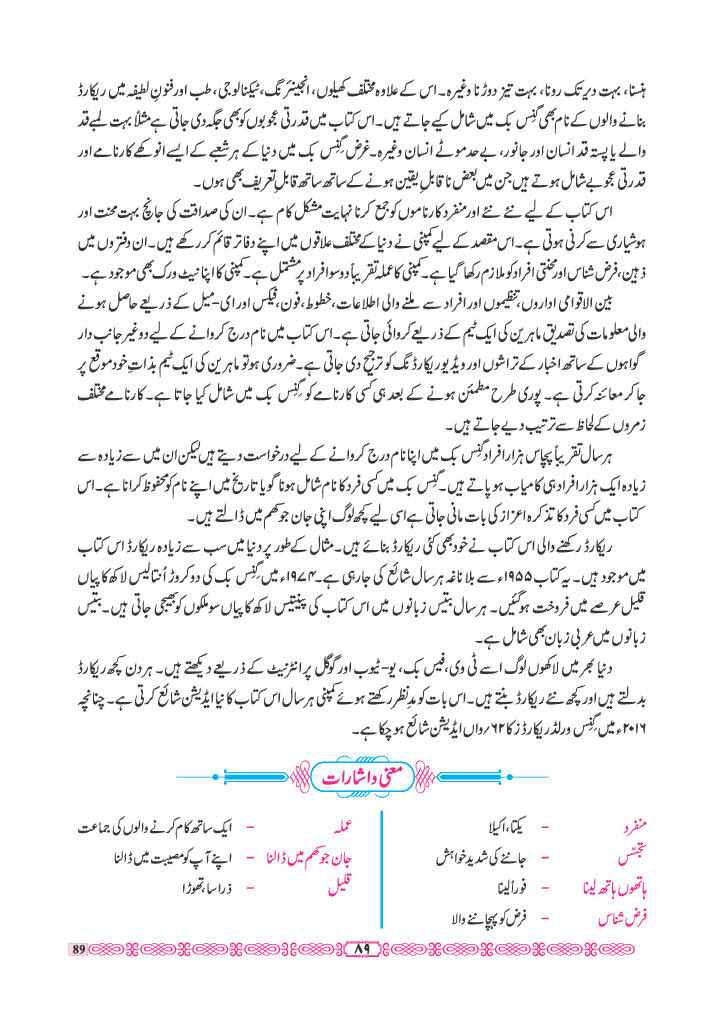 ہنسنا، بہت دیر تک رونا، بہت تیز دوڑنا وغیرہ۔ اس کے علاوہ مختلف کھیلوں، انجینئرنگ، ٹیکنالوجی، طب اور فنونِ لطیفہ میں ریکارڈ
بنانے والوں کے نام بھی گنِس بک میں شامل کیے جاتے ہیں۔ اس کتاب میں قدرتی عجوبوں کو بھی جگہ دی جاتی ہے مثلاً بہت لمبے قد
والے یا پستہ قد انسان اور جانور، بے حد موٹے انسان وغیرہ۔ غرض گنِس بک میں دنیا کے ہر شعبے کے ایسے انوکھے کارنامے اور
قدرتی عجوبے شامل ہوتے ہیں جن میں بعض ناقابلِ یقین ہونے کے ساتھ ساتھ قابلِ تعریف بھی ہوں۔
اس کتاب کے لیے نئے نئے اور منفرد کارناموں کو جمع کرنا نہایت مشکل کام ہے۔ ان کی صداقت کی جانچ بہت محنت اور
ہوشیاری سے کرنی ہوتی ہے۔ اس مقصد کے لیے کمپنی نے دنیا کے مختلف علاقوں میں اپنے دفاتر قائم کر رکھے ہیں۔ ان دفتروں میں
ذہین، فرض شناس اور محنتی افراد کو ملازم رکھا گیا ہے۔ کمپنی کا عملہ تقریباً دوسو افراد پر مشتمل ہے۔ کمپنی کا اپنا نیٹ ورک بھی موجود ہے۔
بین الاقوامی اداروں، تنظیموں اور افراد سے ملنے والی اطلاعات، خطوط، فون، فیکس اور ای-میل کے ذریعے حاصل ہونے
والی معلومات کی تصدیق ماہرین کی ایک ٹیم کے ذریعے کروائی جاتی ہے۔ اس کتاب میں نام درج کروانے کے لیے دو غیر جانب دار
گواہوں کے ساتھ اخبار کے تراشوں اور ویڈیو ریکارڈنگ کو ترجیح دی جاتی ہے۔ ضروری ہو تو ماہرین کی ایک ٹیم بذاتِ خود موقع پر
جا کر معائنہ کرتی ہے۔ پوری طرح مطمئن ہونے کے بعد ہی کسی کارنامے کو گنِس بک میں شامل کیا جاتا ہے۔ کارنامے مختلف
زمروں کے لحاظ سے ترتیب دیے جاتے ہیں۔
ہر سال تقریباً پچاس ہزار افراد گنِس بک میں اپنا نام درج کروانے کے لیے درخواست دیتے ہیں لیکن ان میں سے زیادہ سے
زیادہ ایک ہزار افراد ہی کامیاب ہو پاتے ہیں۔ گنِس بک میں کسی فرد کا نام شامل ہونا گویا تاریخ میں اپنے نام کو محفوظ کرانا ہے۔ اس
کتاب میں کسی فرد کا تذکرہ اعزاز کی بات مانی جاتی ہے اسی لیے کچھ لوگ اپنی جان جوکھم میں ڈالتے ہیں۔
ریکارڈ رکھنے والی اس کتاب نے خود بھی کئی ریکارڈ بنائے ہیں۔ مثال کے طور پر دنیا میں سب سے زیادہ ریکارڈ اس کتاب
میں موجود ہیں۔ یہ کتاب ۱۹۵۵ء سے بلا ناغہ ہر سال شائع کی جارہی ہے۔ ۱۹۷۴ء میں گنِس بک کی دو کروڑ اُنتالیس لاکھ کاپیاں
قلیل عرصے میں فروخت ہوگئیں۔ ہر سال بتیس زبانوں میں اس کتاب کی پینتیس لاکھ کاپیاں سو ملکوں کو بھیجی جاتی ہیں۔ بتیس
زبانوں میں عربی زبان بھی شامل ہے۔
دنیا بھر میں لاکھوں لوگ اسے ٹی وی، فیس بک، یو-ٹیوب اور گوگل پر انٹرنیٹ کے ذریعے دیکھتے ہیں۔ ہر دن کچھ ریکارڈ
بدلتے ہیں اور کچھ نئے ریکارڈ بنتے ہیں۔ اس بات کو مدِّنظر رکھتے ہوئے کمپنی ہر سال اس کتاب کا نیا ایڈیشن شائع کرتی ہے۔ چنانچہ
۲۰۱۶ء میں گنِس ورلڈ ریکارڈز کا ۶۲؍واں ایڈیشن شائع ہو چکا ہے۔
معنی و اشارات
منفرد - یکتا، اکیلا
تجسّس - جاننے کی شدید خواہش
ہاتھوں ہاتھ لینا - فوراً لینا
فرض شناس - فرض کو پہچاننے والا
عملہ - ایک ساتھ کام کرنے والوں کی جماعت
جان جوکھم میں ڈالنا - اپنے آپ کو مصیبت میں ڈالنا
قلیل - ذرا سا، تھوڑا
۸۹
89